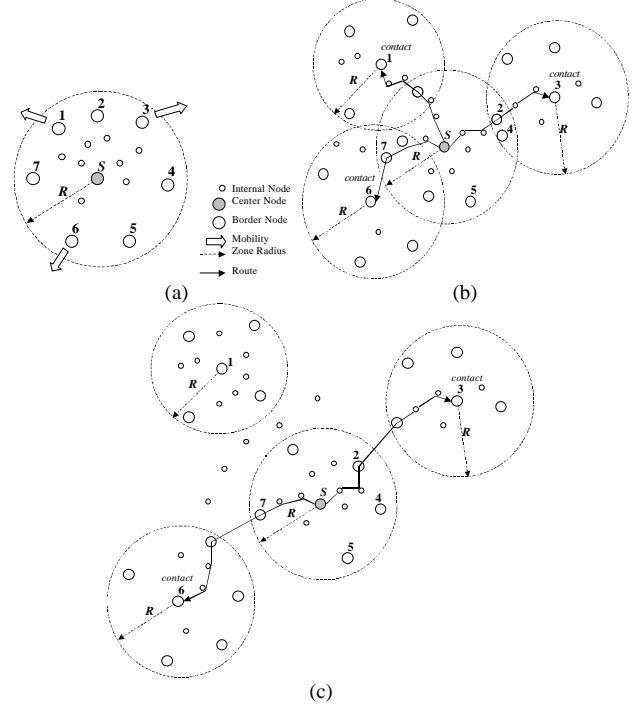 1
2
3
7
S
4
R
6
5
Internal Node
Center Node
Border Node
Mobility
Zone Radius
Route
(a)
contact
1
R
contact
3
2
4
R
S
7
R
contact
6
5
R
(b)
1
R
contact
3
R
2
S
7
4
R
5
contact
6
R
(c)